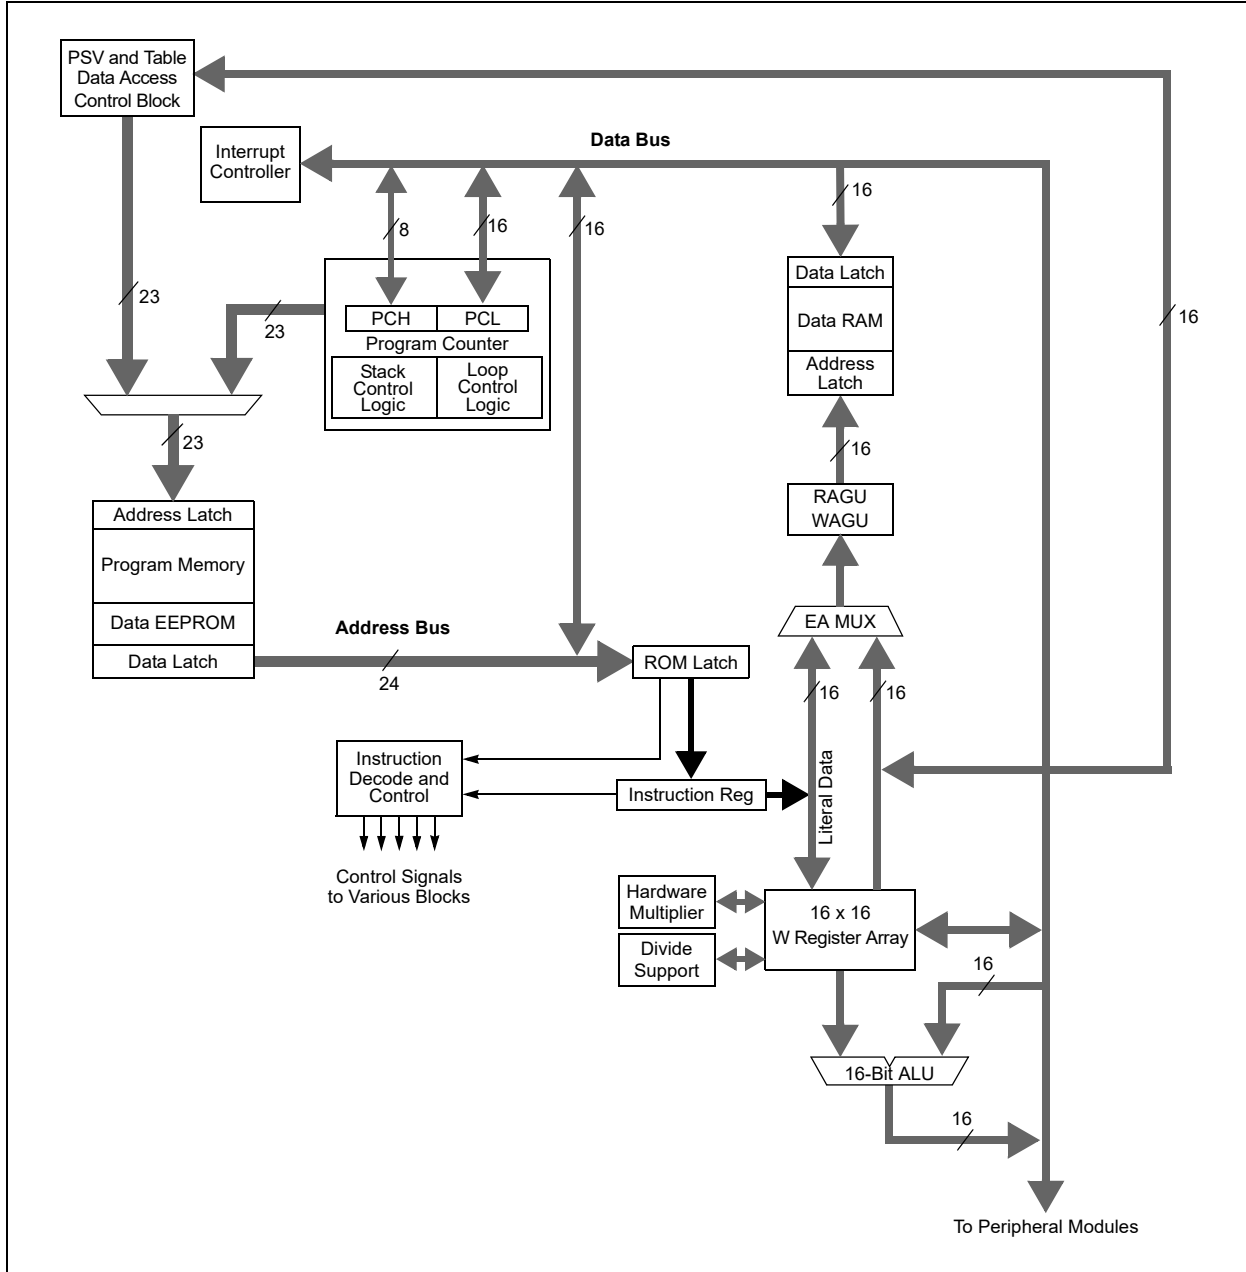 PSV and Table
Data Access
Control Block
Interrupt
Controller
Data Bus
16
8
16
16
23
23
16
PCH
PCL
Program Counter
Stack
Control
Logic
Loop
Control
Logic
Data Latch
Data RAM
Address
Latch
16
23
RAGU
WAGU
Address Latch
Program Memory
Data EEPROM
Data Latch
Address Bus
24
ROM Latch
EA MUX
16
16
Literal Data
Instruction
Decode and
Control
Instruction Reg
Control Signals
to Various Blocks
Hardware
Multiplier
Divide
Support
16 x 16
W Register Array
16
16-Bit ALU
16
To Peripheral Modules